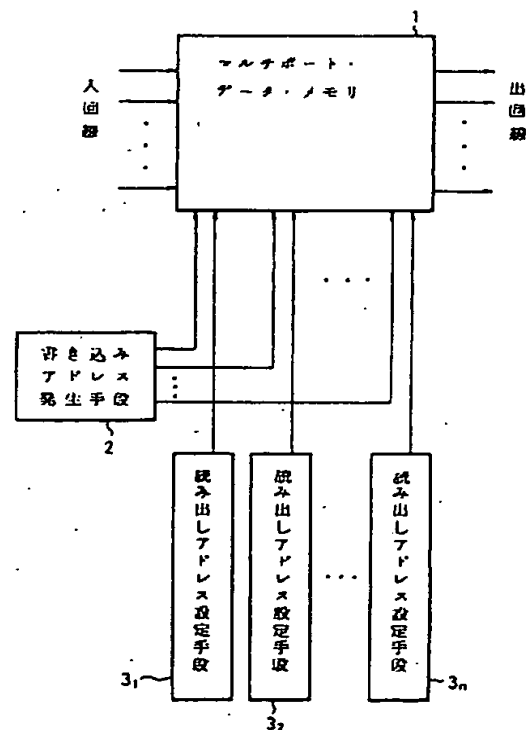 1
マルチポート・
データ・メモリ
入回線
出回線
書き込み
アドレス
発生手段
2
読み出しアドレス設定手段
読み出しアドレス設定手段
読み出しアドレス設定手段
3₁
3₂
3n